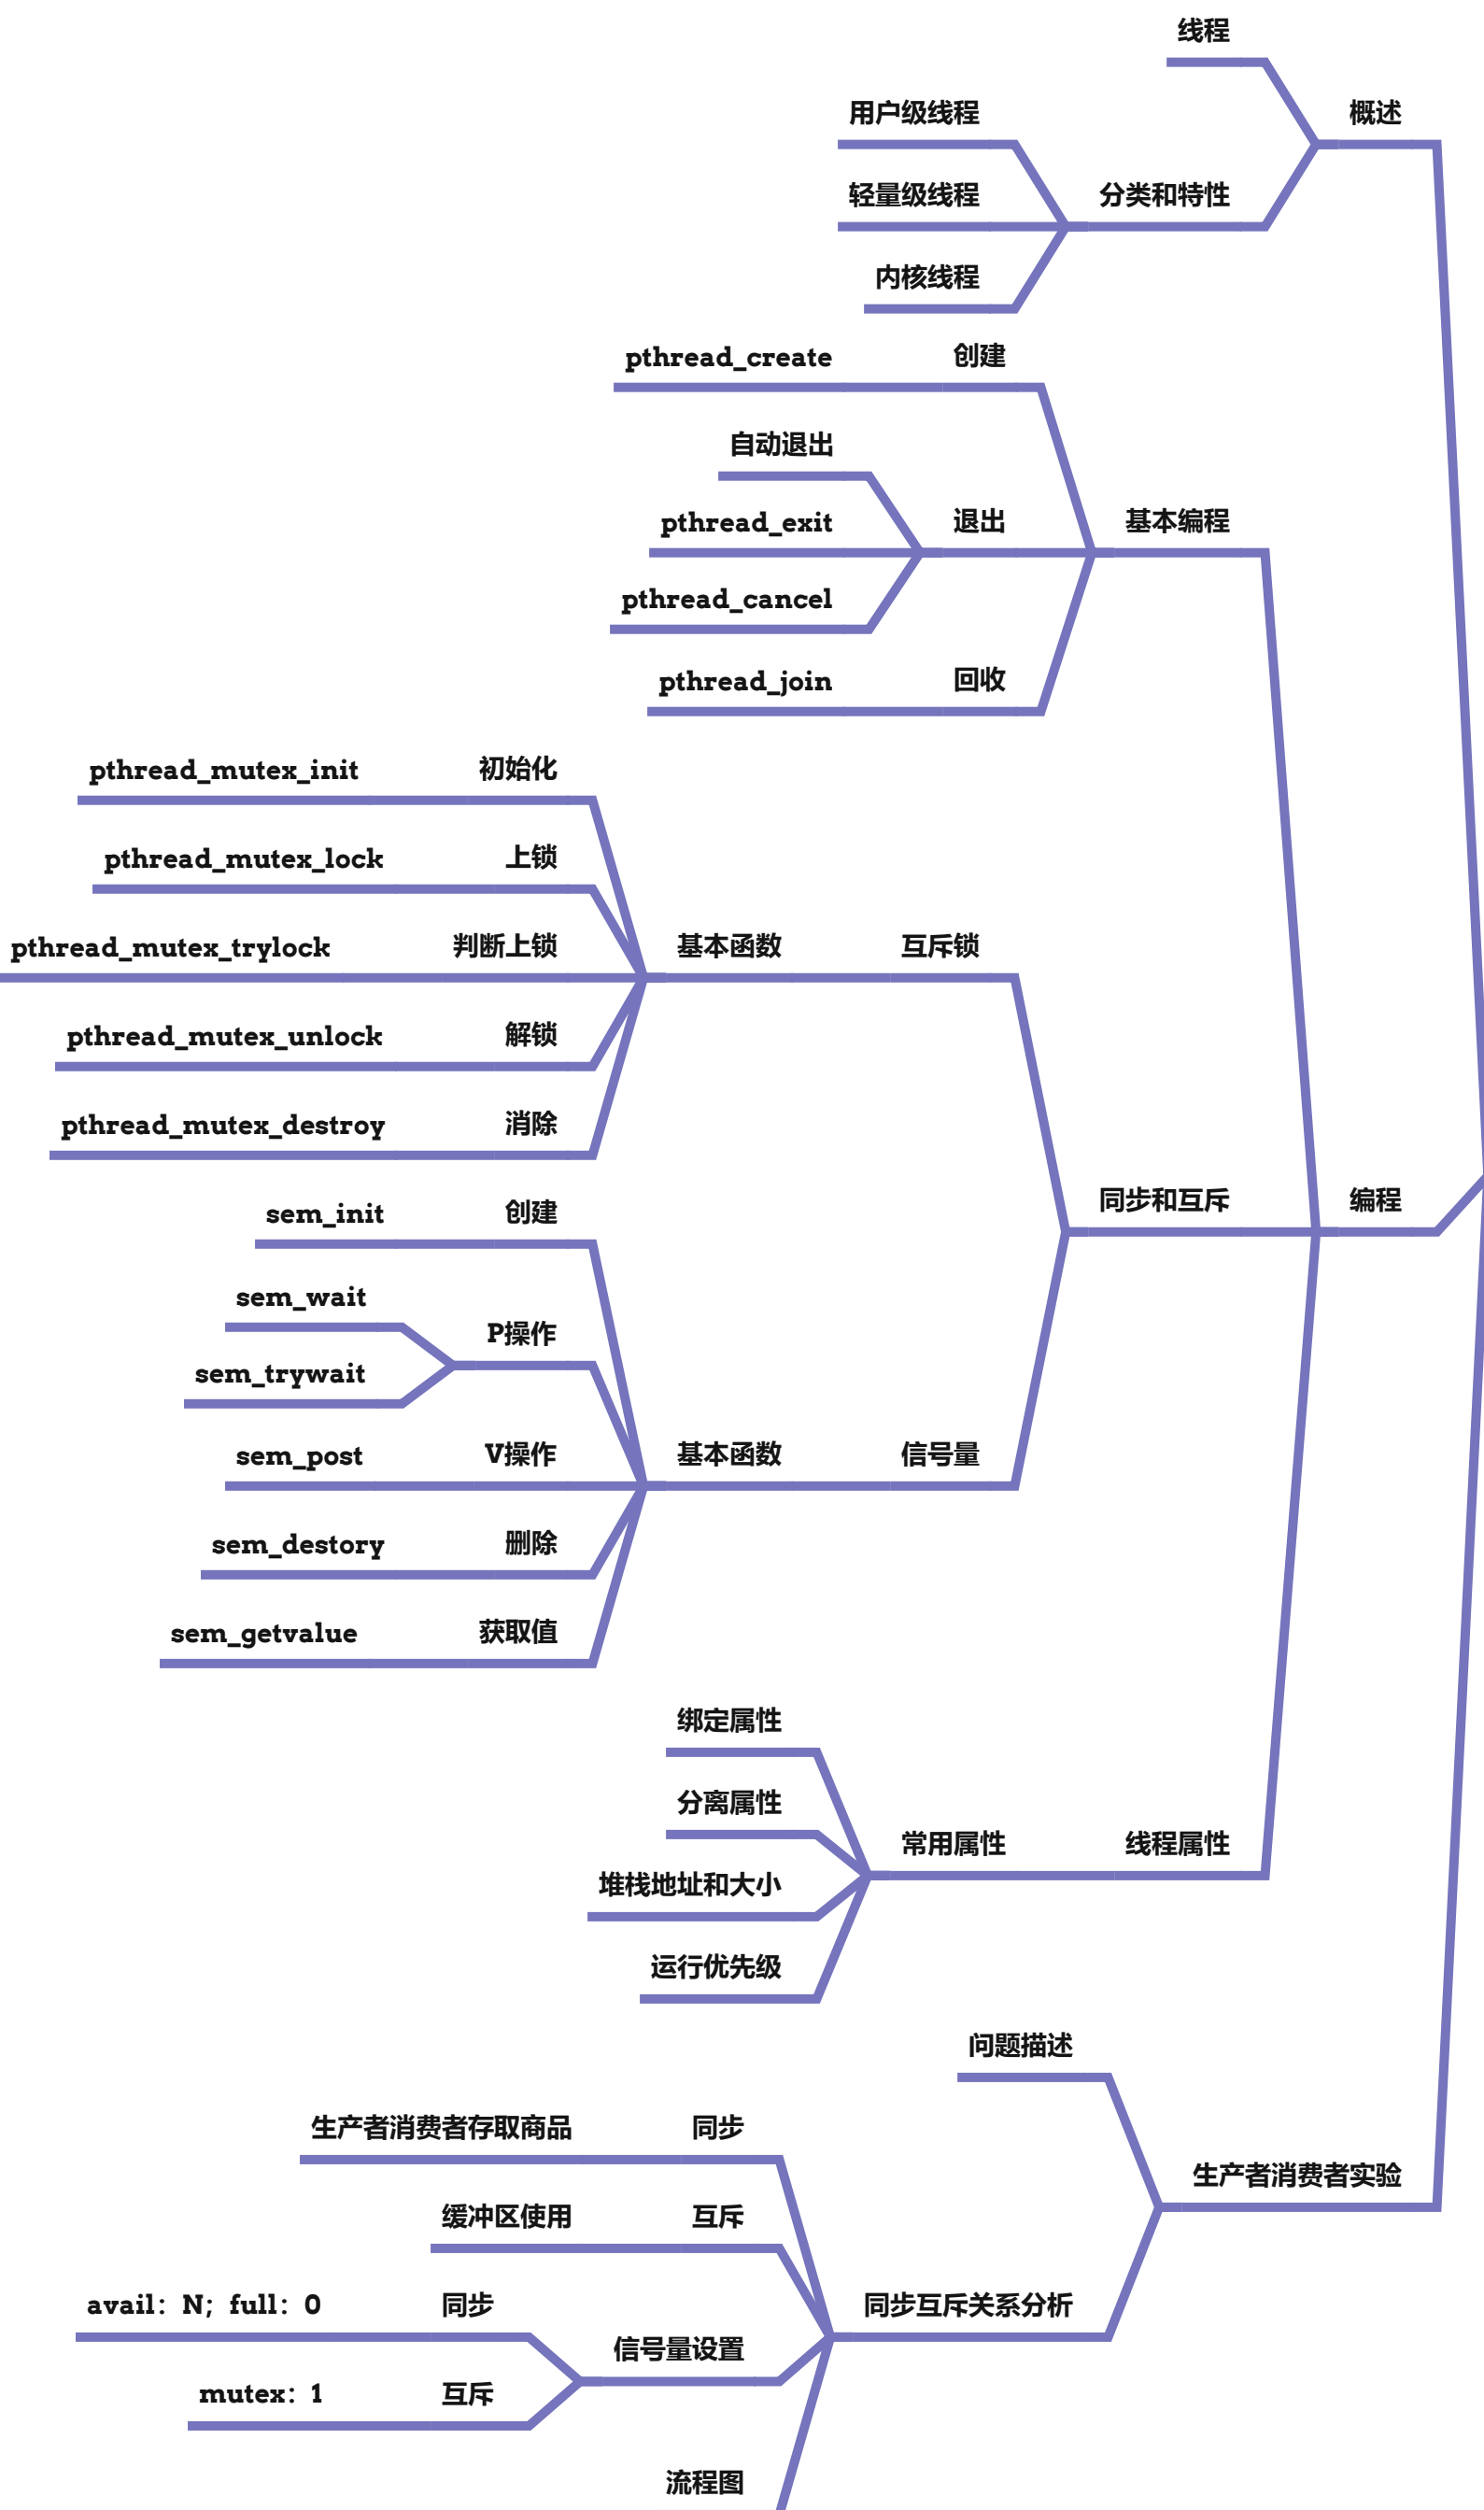 线程
概述
用户级线程
轻量级线程
分类和特性
内核线程
pthread_create
创建
自动退出
pthread_exit
退出
基本编程
pthread_cancel
pthread_join
回收
pthread_mutex_init
初始化
pthread_mutex_lock
上锁
pthread_mutex_trylock
判断上锁
基本函数
互斥锁
pthread_mutex_unlock
解锁
pthread_mutex_destroy
消除
sem_init
创建
同步和互斥
编程
sem_wait
P操作
sem_trywait
sem_post
V操作
基本函数
信号量
sem_destory
删除
sem_getvalue
获取值
绑定属性
分离属性
常用属性
线程属性
堆栈地址和大小
运行优先级
问题描述
生产者消费者存取商品
同步
生产者消费者实验
缓冲区使用
互斥
avail：N；full：0
同步
同步互斥关系分析
信号量设置
mutex：1
互斥
流程图